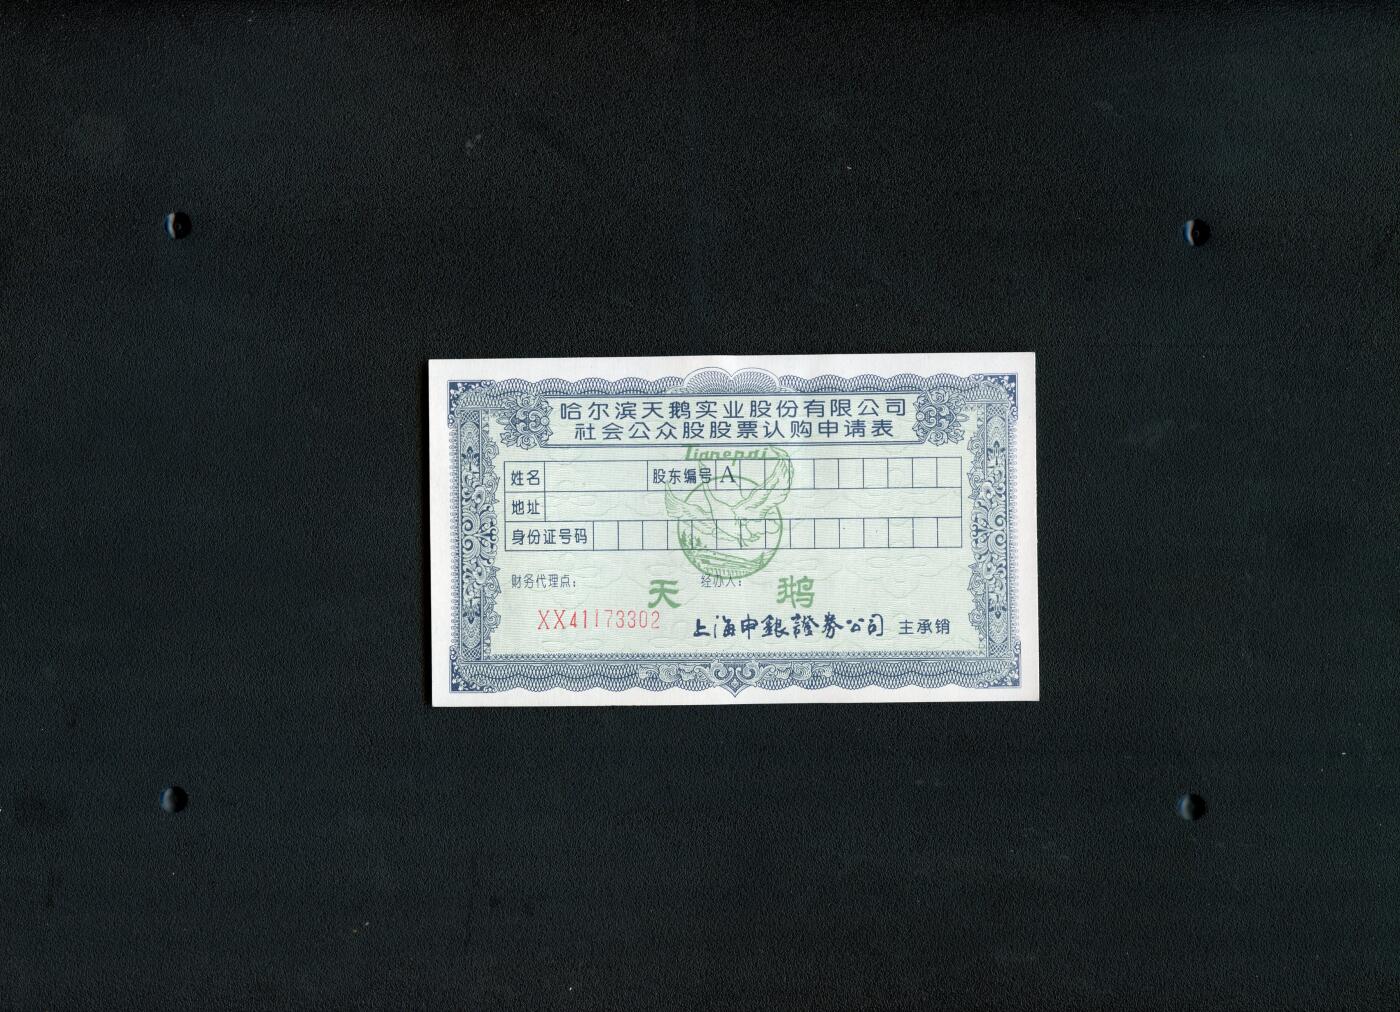 哈尔滨天鹅实业股份有限公司
社会公众股股票认购申请表
姓名 股东编号 A
地址
身份证号码
财务代理点： 经办人：
天 鹅
XX41173302 上海申銀證券公司 主承销